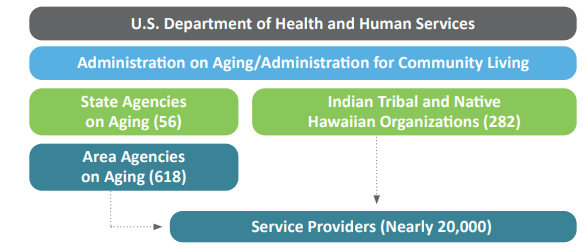 U.S. Department of Health and Human Services
Administration on Aging/Administration for Community Living
State Agencies
on Aging (56)
Indian Tribal and Native
Hawaiian Organizations (282)
Area Agencies
on Aging (618)
Service Providers (Nearly 20,000)